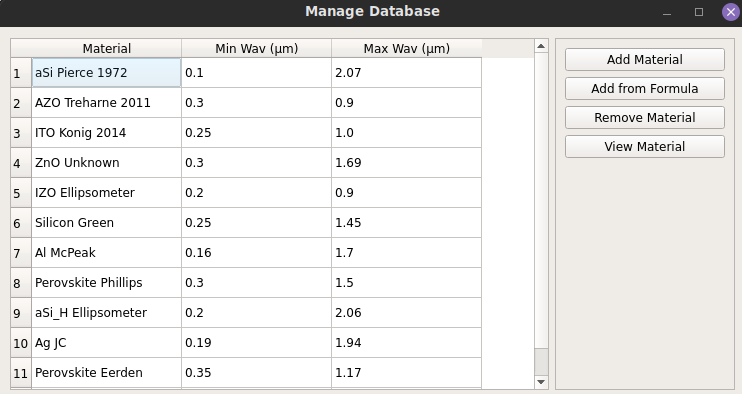 Manage Database
Material Min Wav (μm) Max Wav (μm)
1 aSi Pierce 1972 0.1 2.07
2 AZO Treharne 2011 0.3 0.9
3 ITO Konig 2014 0.25 1.0
4 ZnO Unknown 0.3 1.69
5 IZO Ellipsometer 0.2 0.9
6 Silicon Green 0.25 1.45
7 Al McPeak 0.16 1.7
8 Perovskite Phillips 0.3 1.5
9 aSi_H Ellipsometer 0.2 2.06
10 Ag JC 0.19 1.94
11 Perovskite Eerden 0.35 1.17
Add Material
Add from Formula
Remove Material
View Material